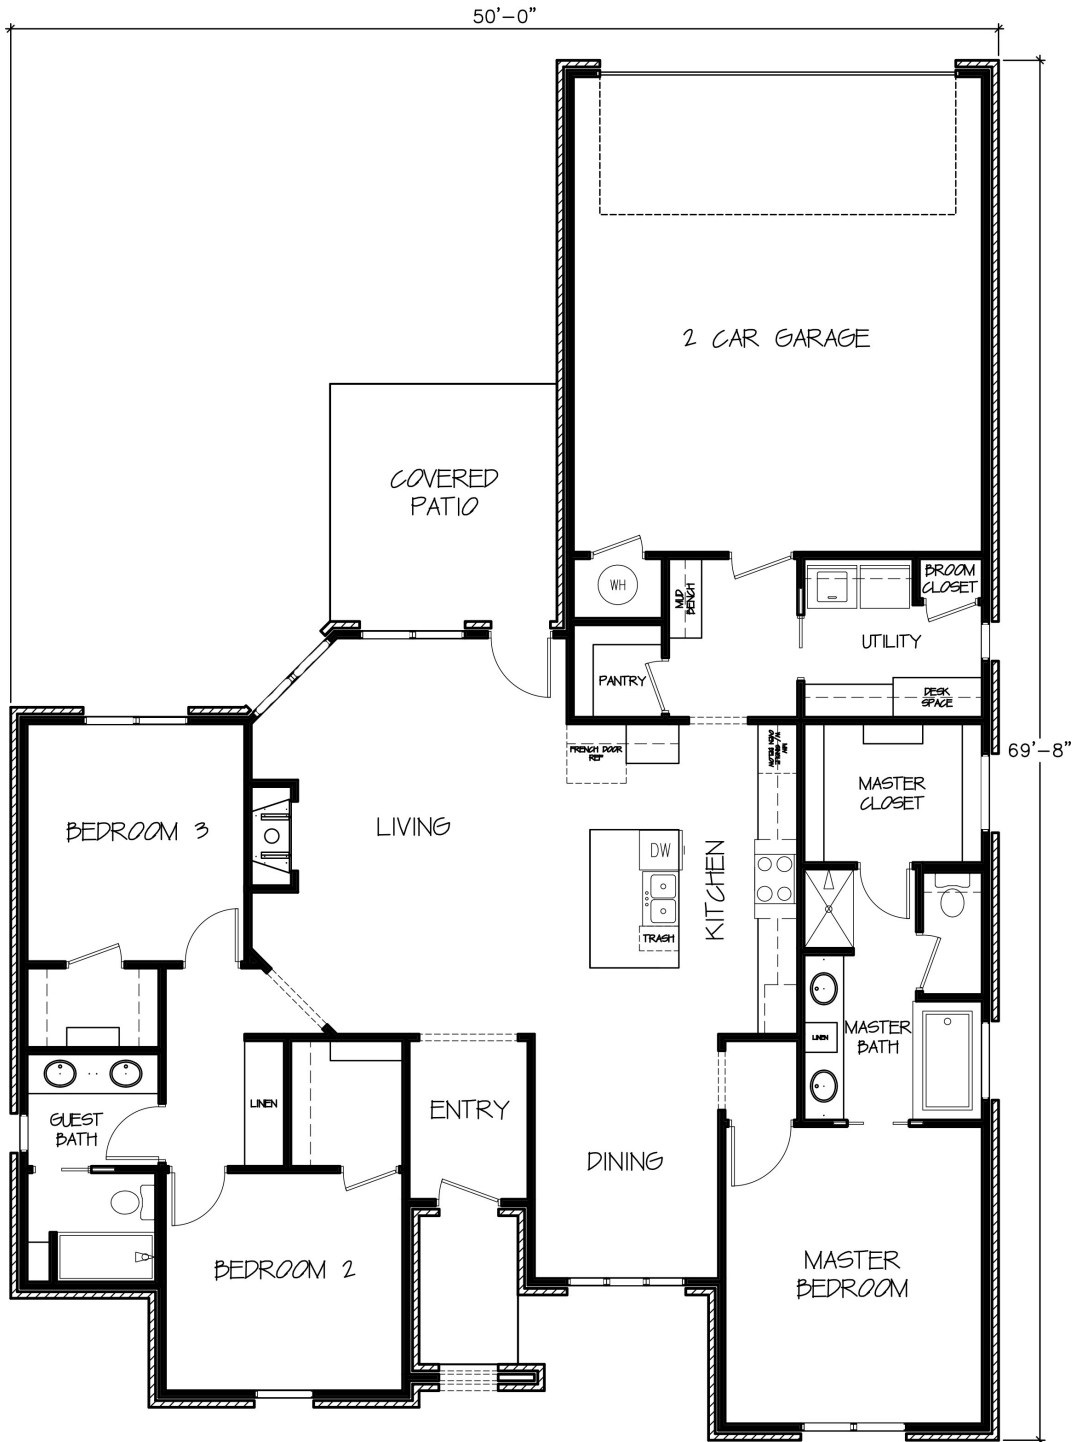 50'-0"
2 CAR GARAGE
COVERED
PATIO
WH
MUD
BENCH
BROOM
CLOSET
UTILITY
PANTRY
DESK
SPACE
FRENCH DOOR
REF
69'-8"
MASTER
CLOSET
BEDROOM 3
LIVING
DW
KITCHEN
TRASH
LINEN
MASTER
BATH
GUEST
BATH
LINEN
ENTRY
DINING
BEDROOM 2
MASTER
BEDROOM